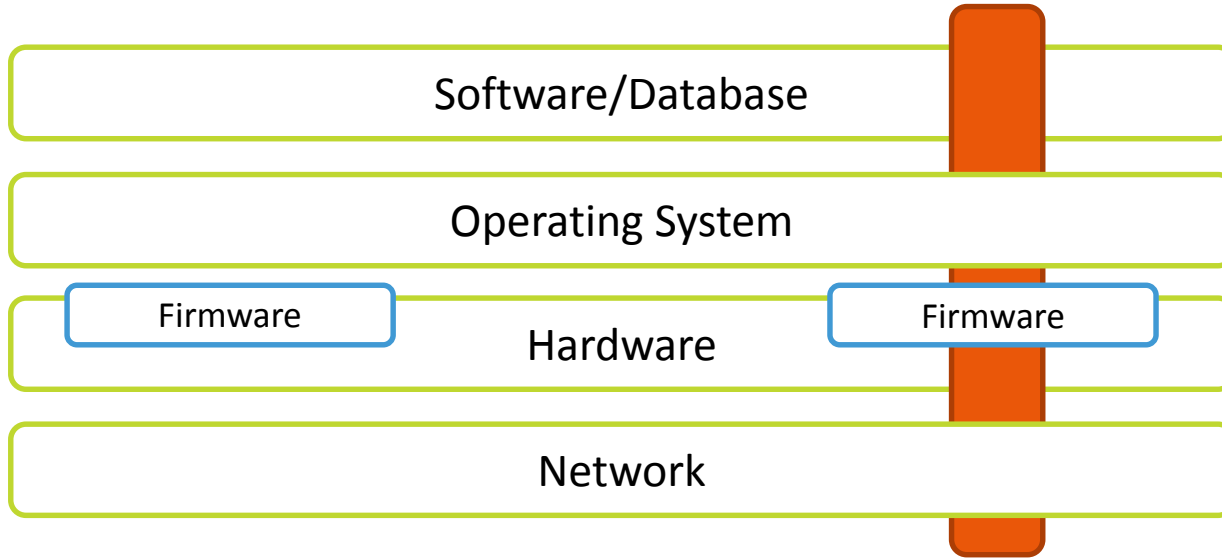 Software/Database
Operating System
Firmware
Firmware
Hardware
Network